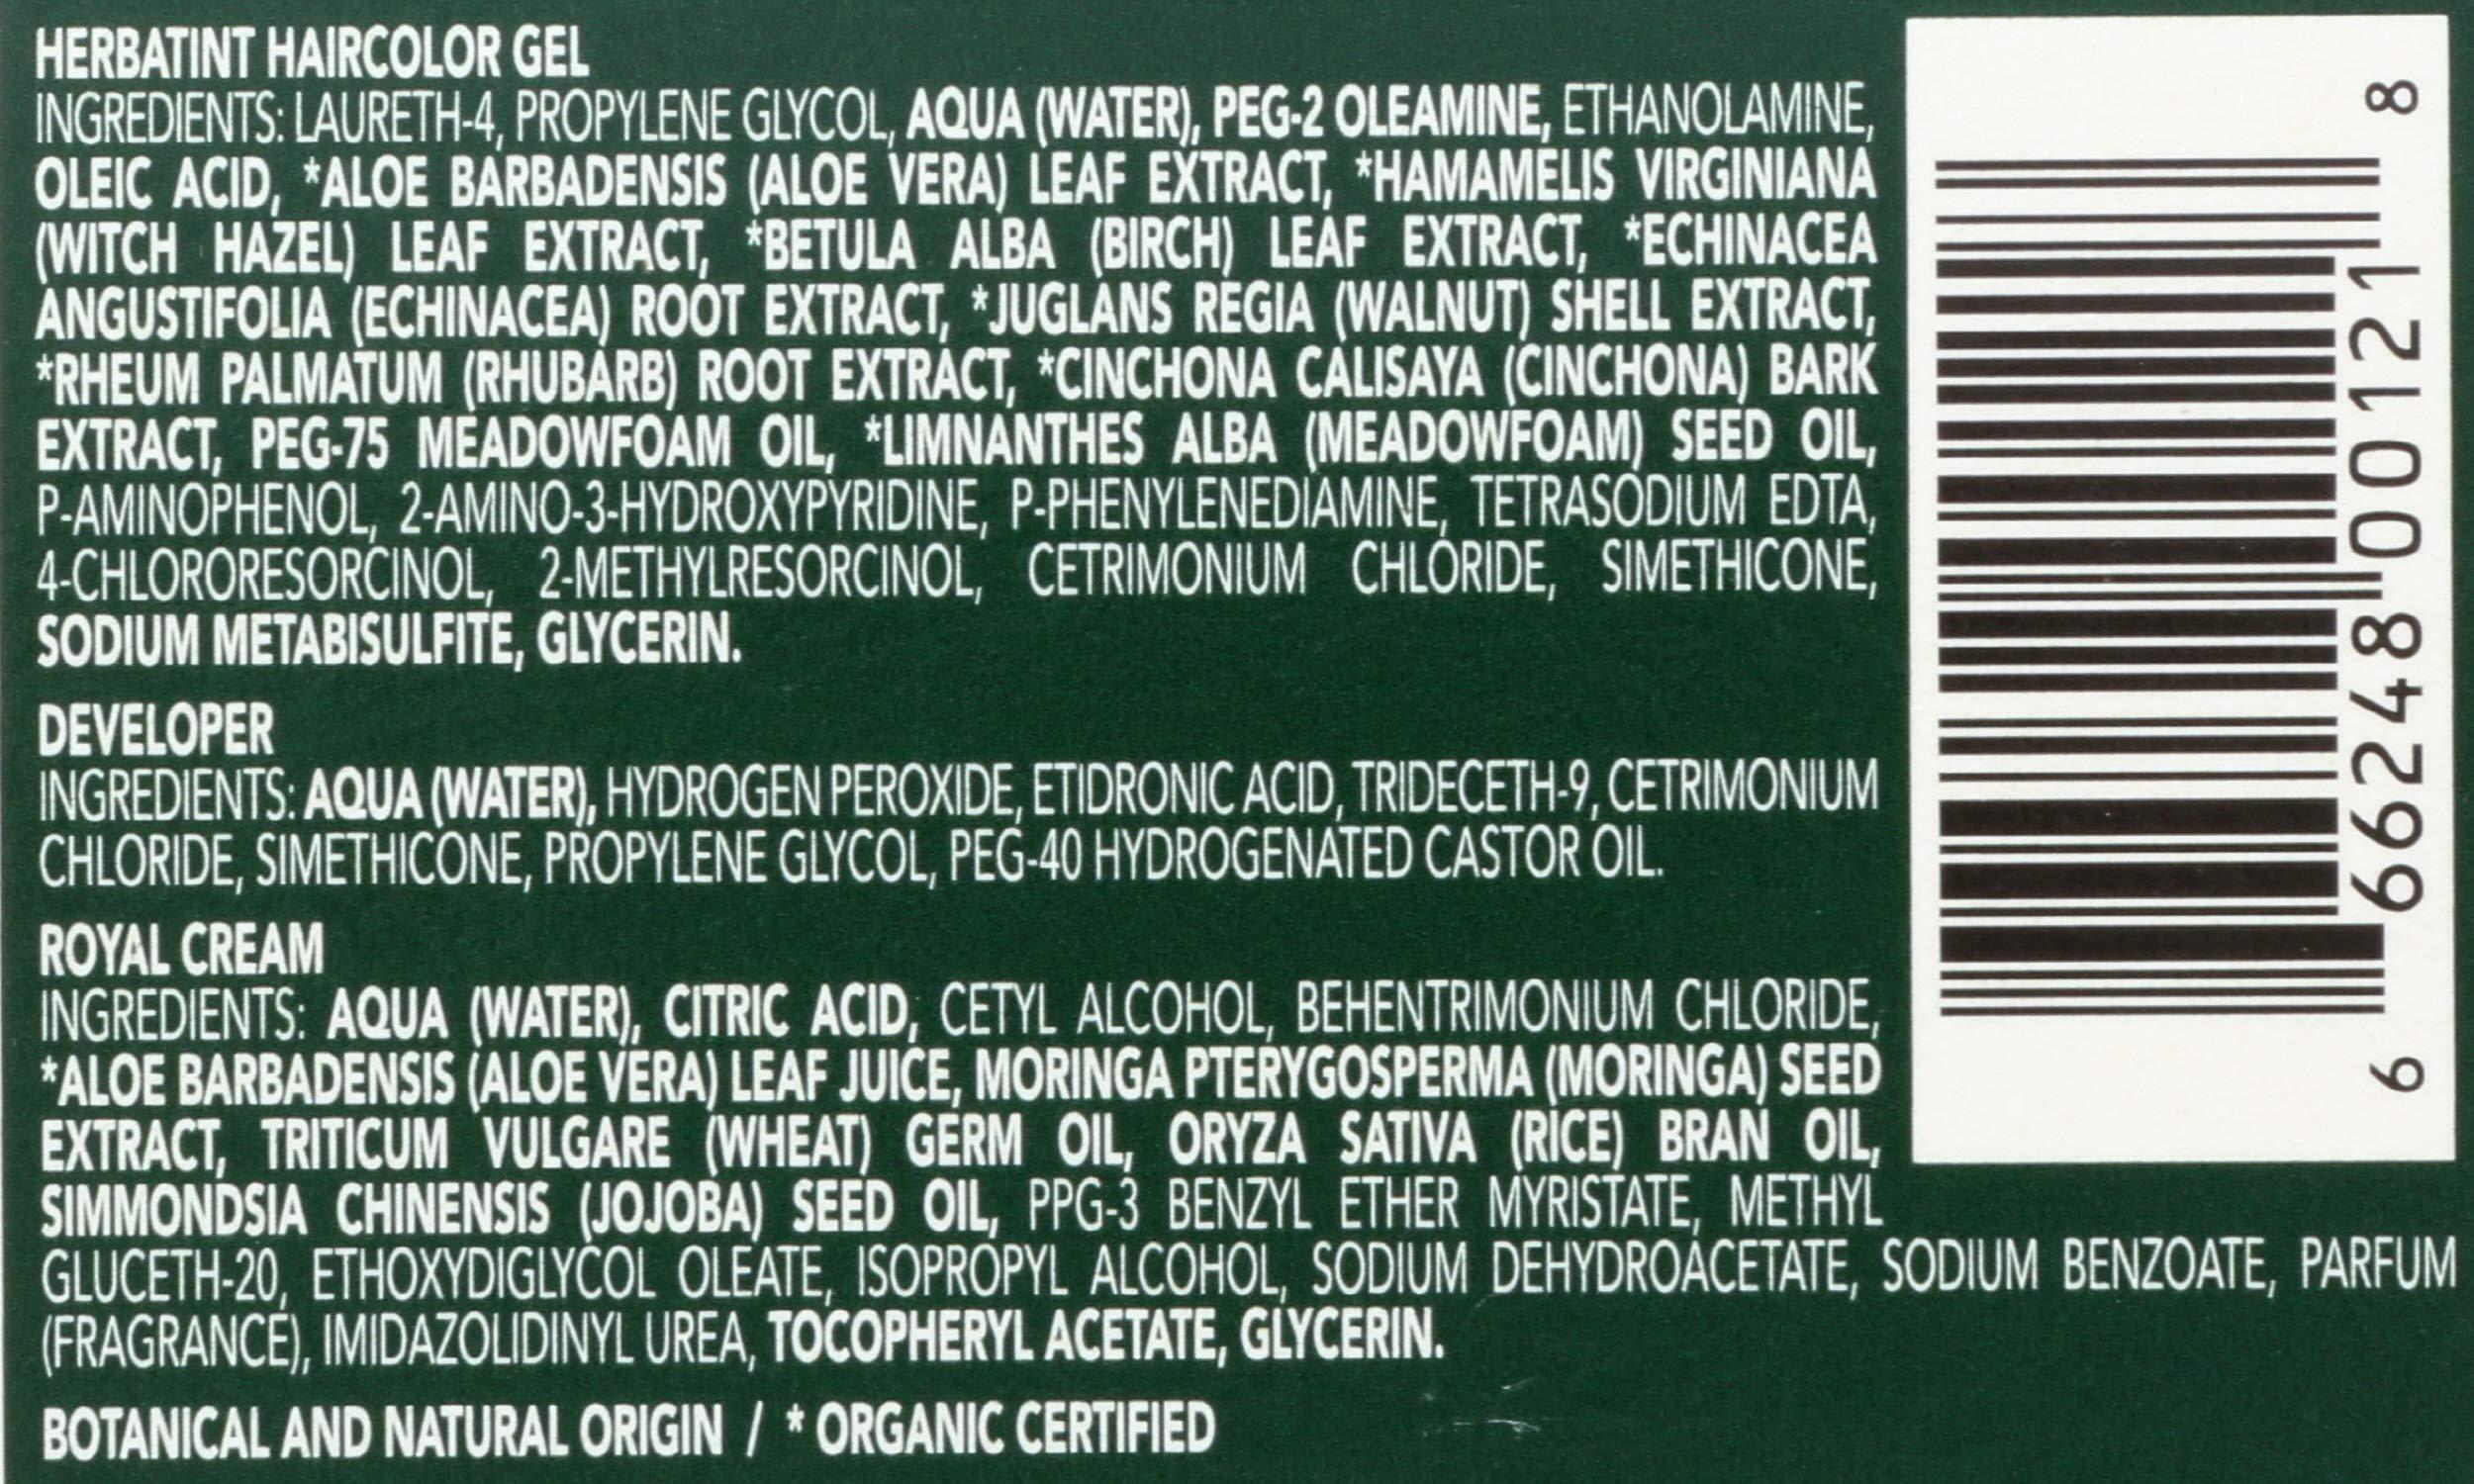 HERBATINT HAIRCOLOR GEL
INGREDIENTS: LAURETH-4, PROPYLENE GLYCOL, AQUA (WATER), PEG-2 OLEAMINE, ETHANOLAMINE,
OLEIC ACID, *ALOE BARBADENSIS (ALOE VERA) LEAF EXTRACT, *HAMAMELIS VIRGINIANA
(WITCH HAZEL) LEAF EXTRACT, *BETULA ALBA (BIRCH) LEAF EXTRACT, *ECHINACEA
ANGUSTIFOLIA (ECHINACEA) ROOT EXTRACT, *JUGLANS REGIA (WALNUT) SHELL EXTRACT,
*RHEUM PALMATUM (RHUBARB) ROOT EXTRACT, *CINCHONA CALISAYA (CINCHONA) BARK
EXTRACT, PEG-75 MEADOWFOAM OIL, *LIMNANTHES ALBA (MEADOWFOAM) SEED OIL,
P-AMINOPHENOL, 2-AMINO-3-HYDROXYPYRIDINE, P-PHENYLENEDIAMINE, TETRASODIUM EDTA,
4-CHLORORESORCINOL, 2-METHYLRESORCINOL, CETRIMONIUM CHLORIDE, SIMETHICONE,
SODIUM METABISULFITE, GLYCERIN.
DEVELOPER
INGREDIENTS: AQUA (WATER), HYDROGEN PEROXIDE, ETIDRONIC ACID, TRIDECETH-9, CETRIMONIUM
CHLORIDE, SIMETHICONE, PROPYLENE GLYCOL, PEG-40 HYDROGENATED CASTOR OIL.
ROYAL CREAM
INGREDIENTS: AQUA (WATER), CITRIC ACID, CETYL ALCOHOL, BEHENTRIMONIUM CHLORIDE,
*ALOE BARBADENSIS (ALOE VERA) LEAF JUICE, MORINGA PTERYGOSPERMA (MORINGA) SEED
EXTRACT, TRITICUM VULGARE (WHEAT) GERM OIL, ORYZA SATIVA (RICE) BRAN OIL,
SIMMONDSIA CHINENSIS (JOJOBA) SEED OIL, PPG-3 BENZYL ETHER MYRISTATE, METHYL
GLUCETH-20, ETHOXYDIGLYCOL OLEATE, ISOPROPYL ALCOHOL, SODIUM DEHYDROACETATE, SODIUM BENZOATE, PARFUM
(FRAGRANCE), IMIDAZOLIDINYL UREA, TOCOPHERYL ACETATE, GLYCERIN.
BOTANICAL AND NATURAL ORIGIN / * ORGANIC CERTIFIED
6 66248 00121 8